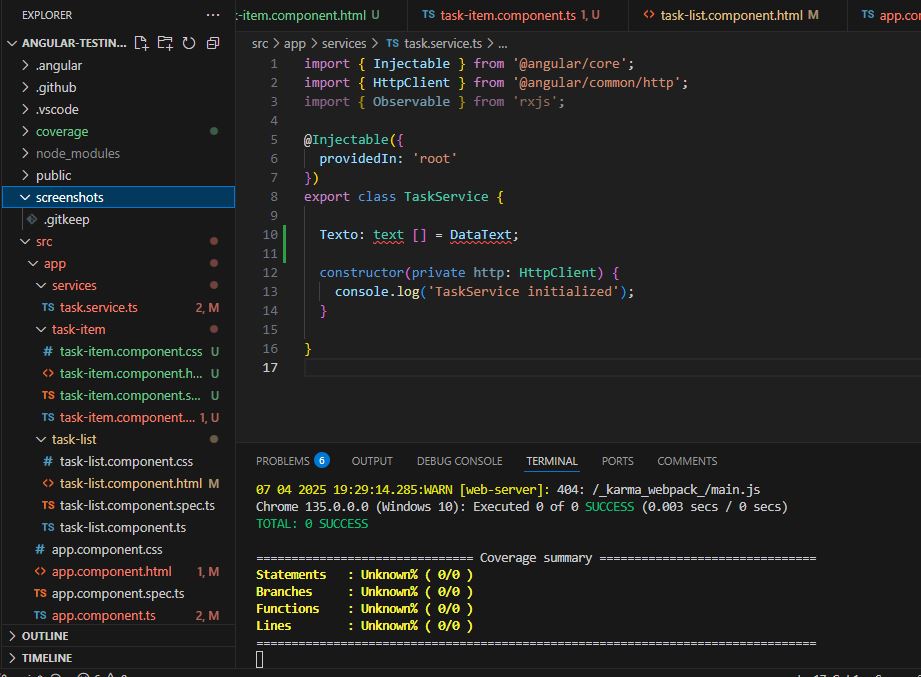 EXPLORER ...
ANGULAR-TESTIN...
.angular
.github
.vscode
coverage
node_modules
public
screenshots
.gitkeep
src
app
services
TS task.service.ts 2, M
task-item
# task-item.component.css U
<> task-item.component.h... U
TS task-item.component.s... U
TS task-item.component.... 1, U
task-list
# task-list.component.css
<> task-list.component.html M
TS task-list.component.spec.ts
TS task-list.component.ts
# app.component.css
<> app.component.html 1, M
TS app.component.spec.ts
TS app.component.ts 2, M
OUTLINE
TIMELINE
k-item.component.html U TS task-item.component.ts 1, U <> task-list.component.html M TS app.co
src > app > services > TS task.service.ts > ...
1 import { Injectable } from '@angular/core';
2 import { HttpClient } from '@angular/common/http';
3 import { Observable } from 'rxjs';
4
5 @Injectable({
6 providedIn: 'root'
7 })
8 export class TaskService {
9
10 Texto: text [] = DataText;
11
12 constructor(private http: HttpClient) {
13 console.log('TaskService initialized');
14 }
15
16 }
17
PROBLEMS 6 OUTPUT DEBUG CONSOLE TERMINAL PORTS COMMENTS
07 04 2025 19:29:14.285:WARN [web-server]: 404: /_karma_webpack_/main.js
Chrome 135.0.0.0 (Windows 10): Executed 0 of 0 SUCCESS (0.003 secs / 0 secs)
TOTAL: 0 SUCCESS
=============================== Coverage summary ===============================
Statements : Unknown% ( 0/0 )
Branches : Unknown% ( 0/0 )
Functions : Unknown% ( 0/0 )
Lines : Unknown% ( 0/0 )
================================================================================